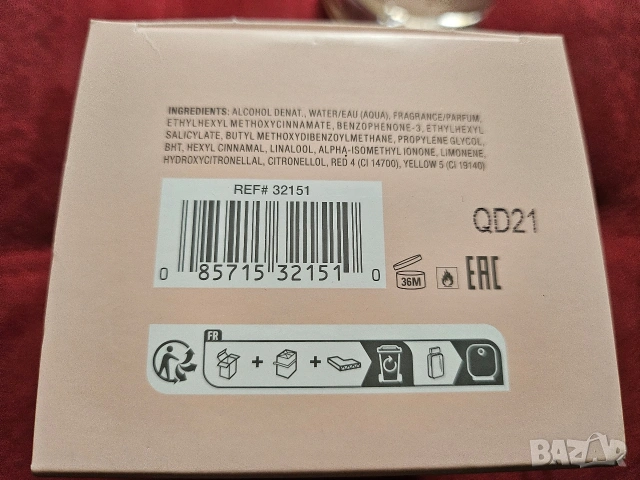 INGREDIENTS: ALCOHOL DENAT., WATER/EAU (AQUA), FRAGRANCE/PARFUM,
ETHYLHEXYL METHOXYCINNAMATE, BENZOPHENONE-3, ETHYLHEXYL
SALICYLATE, BUTYL METHOXYDIBENZOYLMETHANE, PROPYLENE GLYCOL,
BHT, HEXYL CINNAMAL, LINALOOL, ALPHA-ISOMETHYL IONONE, LIMONENE,
HYDROXYCITRONELLAL, CITRONELLOL, RED 4 (CI 14700), YELLOW 5 (CI 19140)
REF# 32151
0 85715 32151 0
QD21
36M
EAC
FR
BAZAR